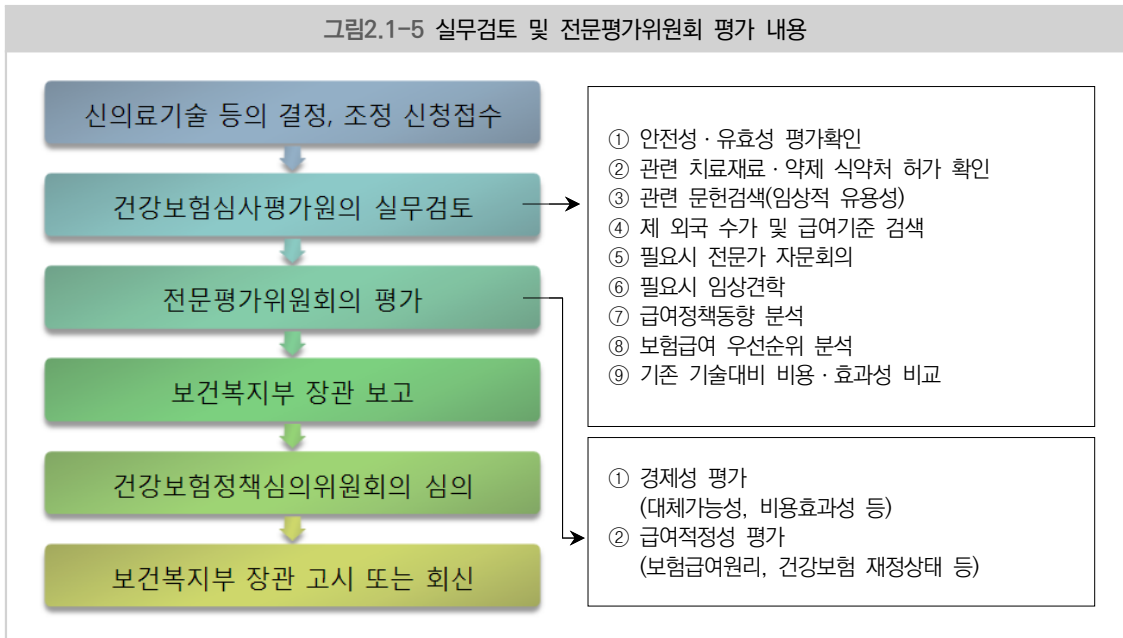 그림2.1-5 실무검토 및 전문평가위원회 평가 내용
신의료기술 등의 결정, 조정 신청접수
건강보험심사평가원의 실무검토
전문평가위원회의 평가
보건복지부 장관 보고
건강보험정책심의위원회의 심의
보건복지부 장관 고시 또는 회신
① 안전성 · 유효성 평가확인
② 관련 치료재료 · 약제 식약처 허가 확인
③ 관련 문헌검색(임상적 유용성)
④ 제 외국 수가 및 급여기준 검색
⑤ 필요시 전문가 자문회의
⑥ 필요시 임상견학
⑦ 급여정책동향 분석
⑧ 보험급여 우선순위 분석
⑨ 기존 기술대비 비용 · 효과성 비교
① 경제성 평가
(대체가능성, 비용효과성 등)
② 급여적정성 평가
(보험급여원리, 건강보험 재정상태 등)